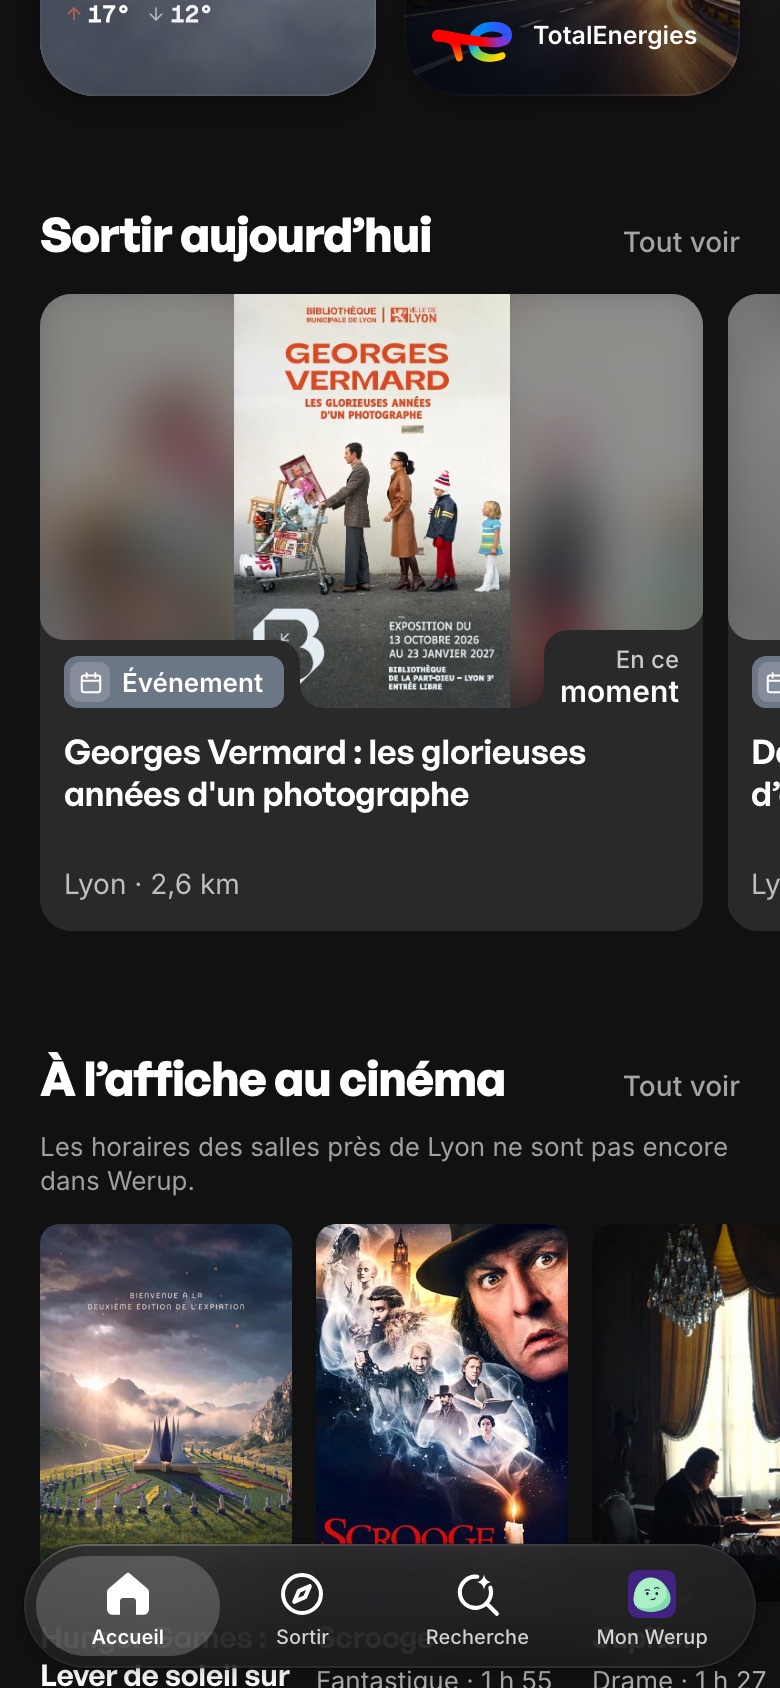 ↑ 17° ↓ 12°
TotalEnergies
Sortir aujourd’hui
Tout voir
BIBLIOTHÈQUE
MUNICIPALE DE LYON
VILLE DE
LYON
GEORGES
VERMARD
LES GLORIEUSES ANNÉES
D'UN PHOTOGRAPHE
EXPOSITION DU
13 OCTOBRE 2026
AU 23 JANVIER 2027
BIBLIOTHÈQUE
DE LA PART-DIEU – LYON 3ᵉ
ENTRÉE LIBRE
Événement
En ce
moment
Georges Vermard : les glorieuses
années d'un photographe
Lyon · 2,6 km
À l’affiche au cinéma
Tout voir
Les horaires des salles près de Lyon ne sont pas encore
dans Werup.
BIENVENUE À LA
DEUXIÈME ÉDITION DE L'EXPIATION
SCROOGE
Accueil
Sortir
Recherche
Mon Werup
Hunger Games :
Lever de soleil sur
Scrooge
Fantastique · 1 h 55
Drame · 1 h 27